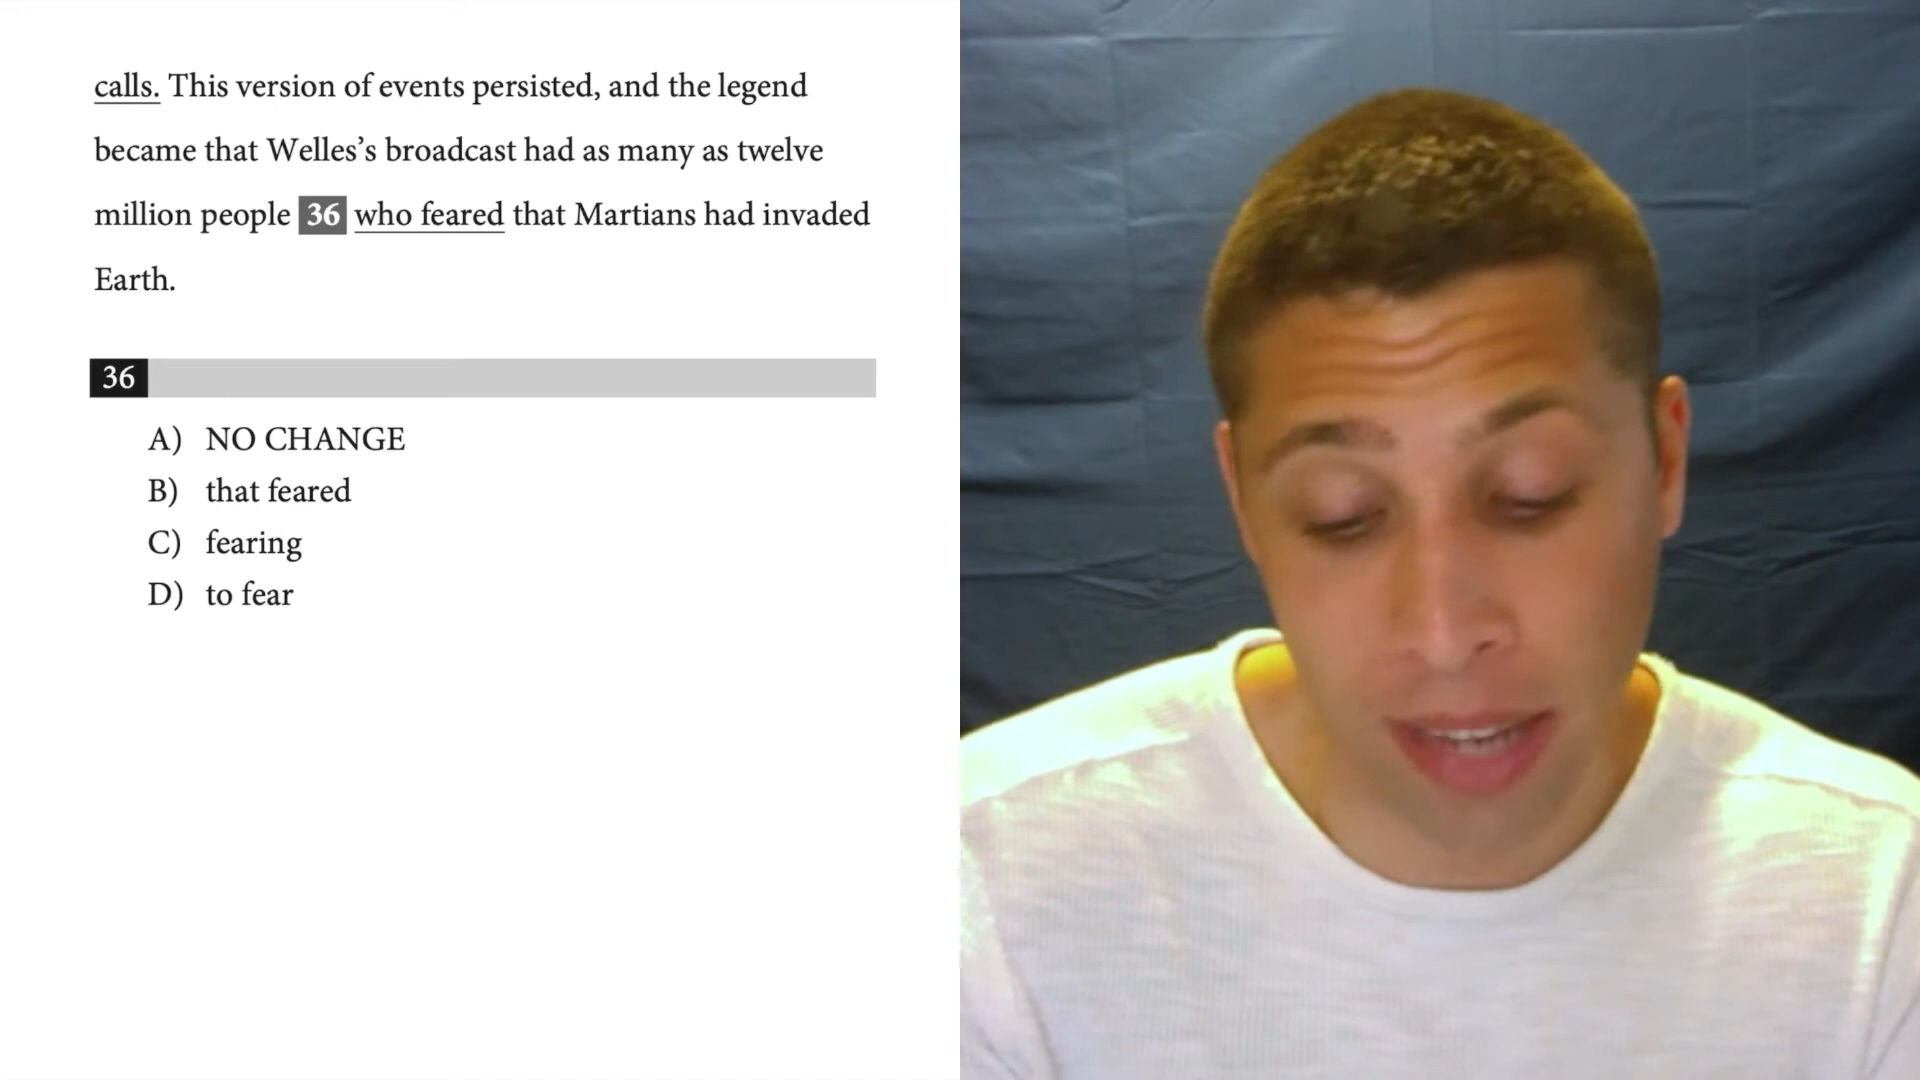 calls. This version of events persisted, and the legend
became that Welles’s broadcast had as many as twelve
million people 36 who feared that Martians had invaded
Earth.
36
A) NO CHANGE
B) that feared
C) fearing
D) to fear